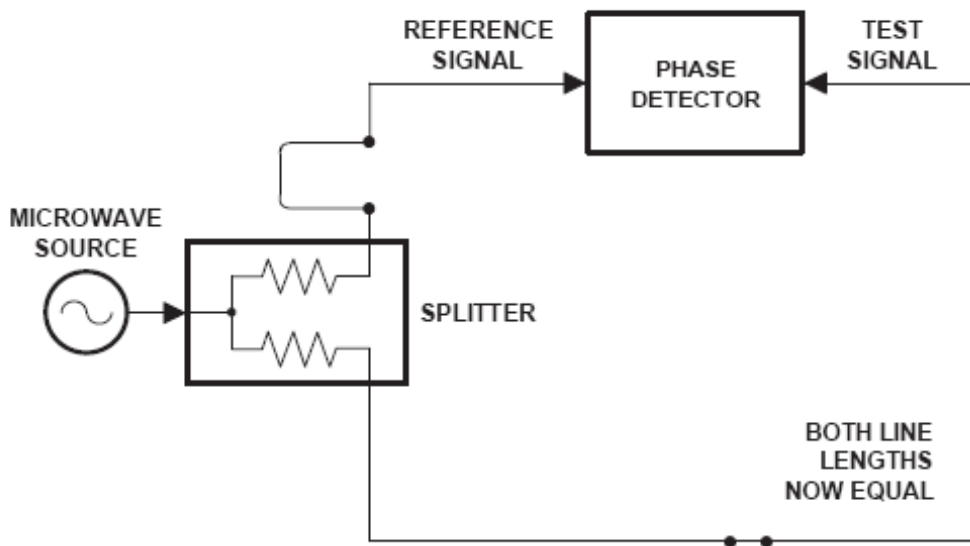 REFERENCE
SIGNAL
PHASE
DETECTOR
TEST
SIGNAL
MICROWAVE
SOURCE
SPLITTER
BOTH LINE
LENGTHS
NOW EQUAL